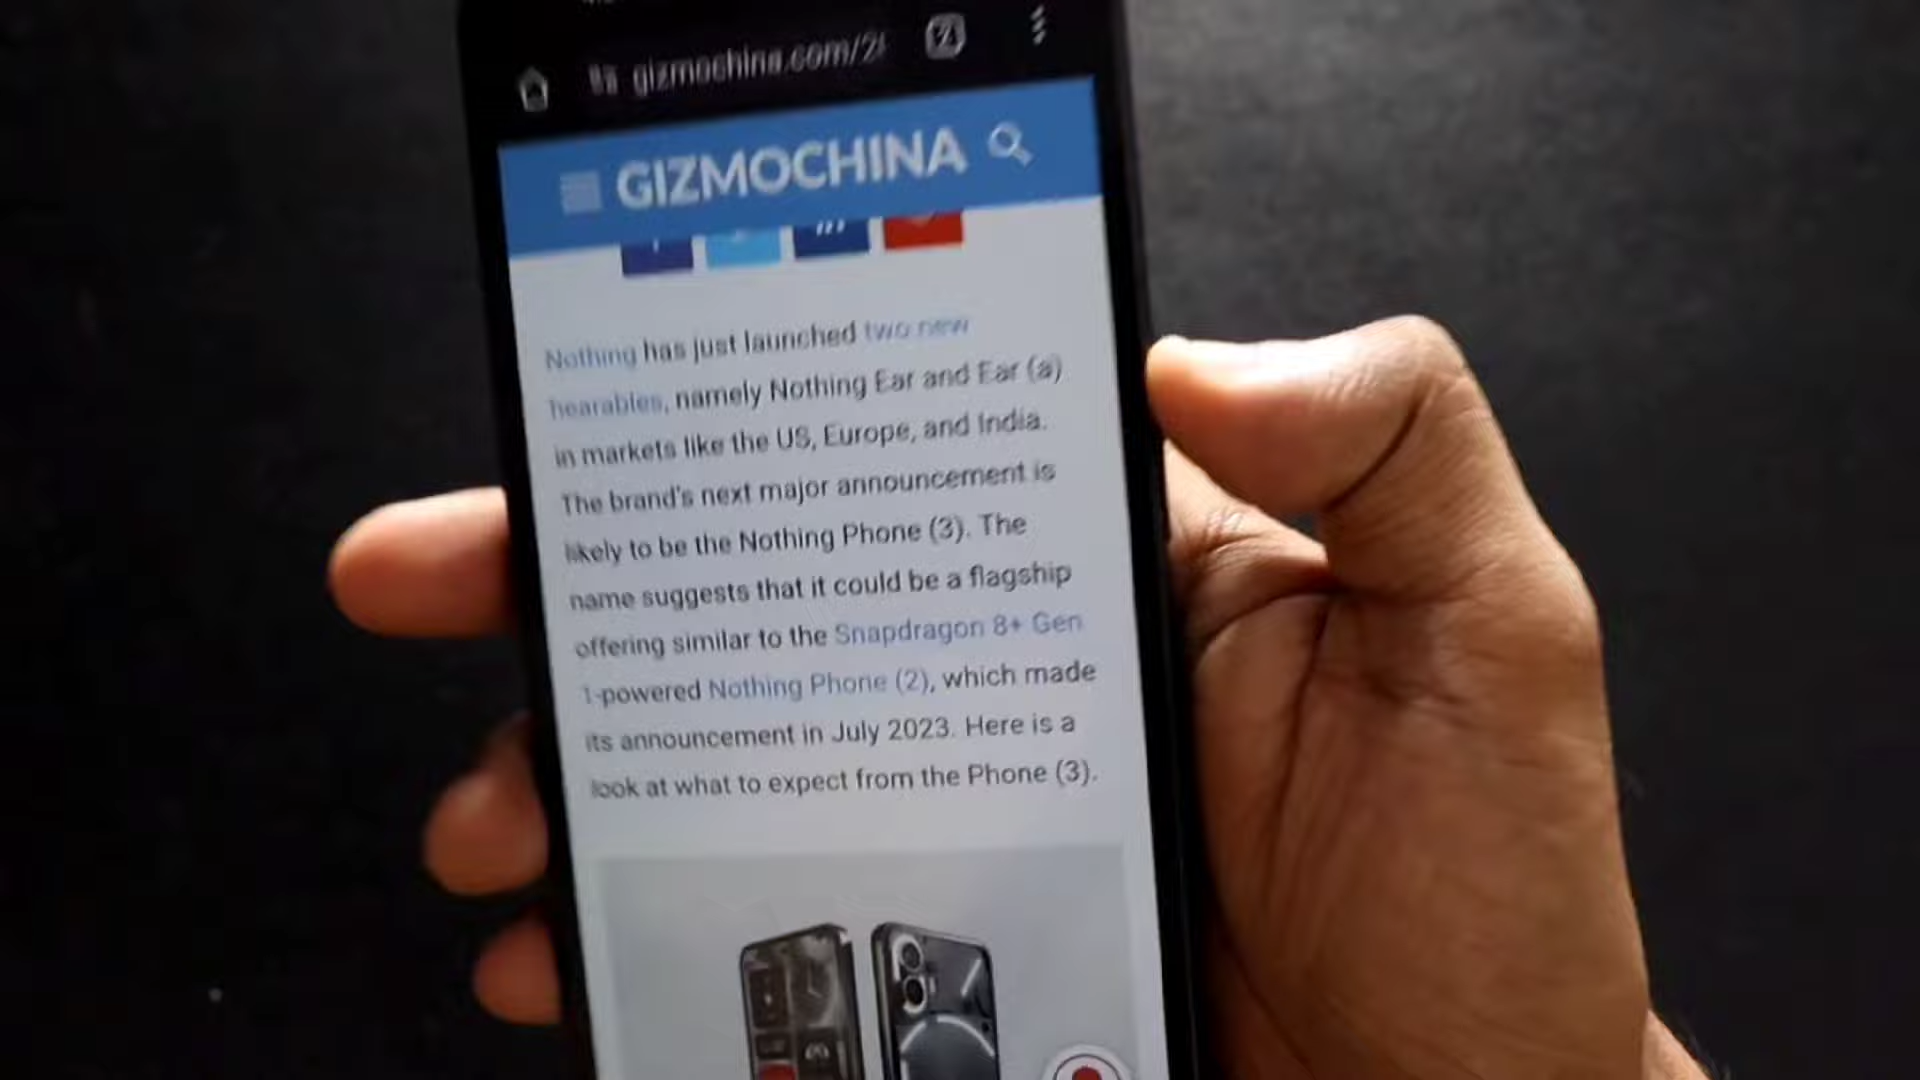 gizmochina.com/2
GIZMOCHINA
Nothing has just launched two new
hearables, namely Nothing Ear and Ear (a)
in markets like the US, Europe, and India.
The brand's next major announcement is
likely to be the Nothing Phone (3). The
name suggests that it could be a flagship
offering similar to the Snapdragon 8+ Gen
1-powered Nothing Phone (2), which made
its announcement in July 2023. Here is a
look at what to expect from the Phone (3).